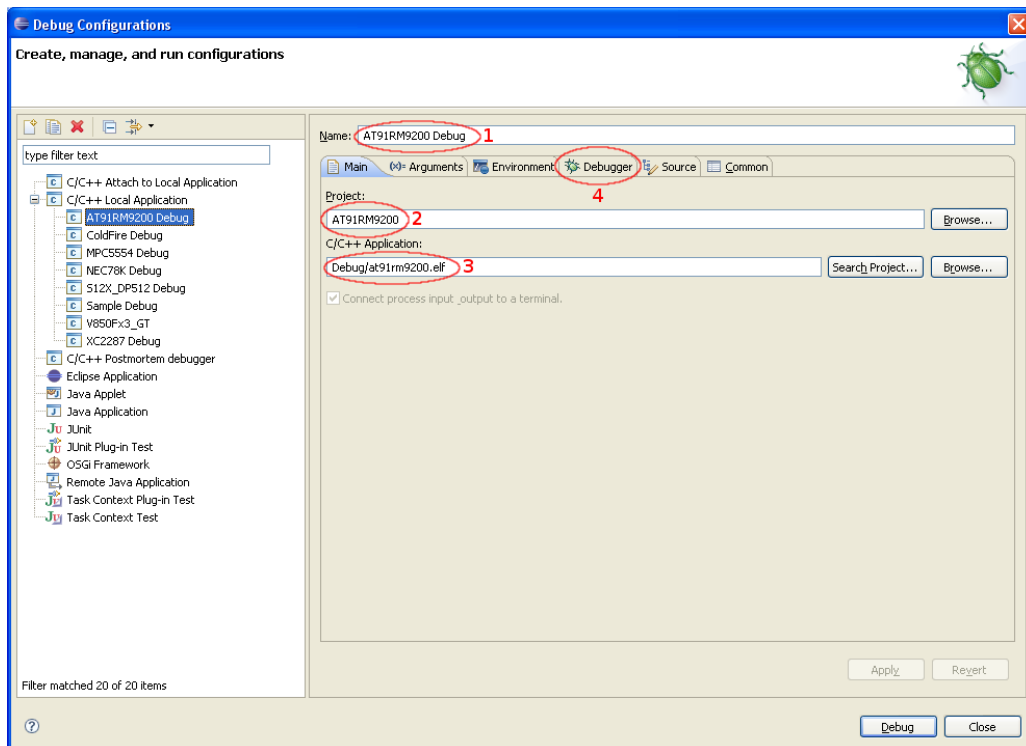 Debug Configurations
Create, manage, and run configurations
type filter text
C/C++ Attach to Local Application
C/C++ Local Application
AT91RM9200 Debug
ColdFire Debug
MPC5554 Debug
NEC78K Debug
S12X_DP512 Debug
Sample Debug
V850Fx3_GT
XC2287 Debug
C/C++ Postmortem debugger
Eclipse Application
Java Applet
Java Application
Ju JUnit
JUnit Plug-in Test
OSGi Framework
Remote Java Application
Task Context Plug-in Test
Ju Task Context Test
Filter matched 20 of 20 items
Name: AT91RM9200 Debug 1
Main (x)= Arguments Environment Debugger Source Common
4
Project:
AT91RM9200 2 Browse...
C/C++ Application:
Debug/at91rm9200.elf 3 Search Project... Browse...
Connect process input _output to a terminal.
Apply Revert
? Debug Close